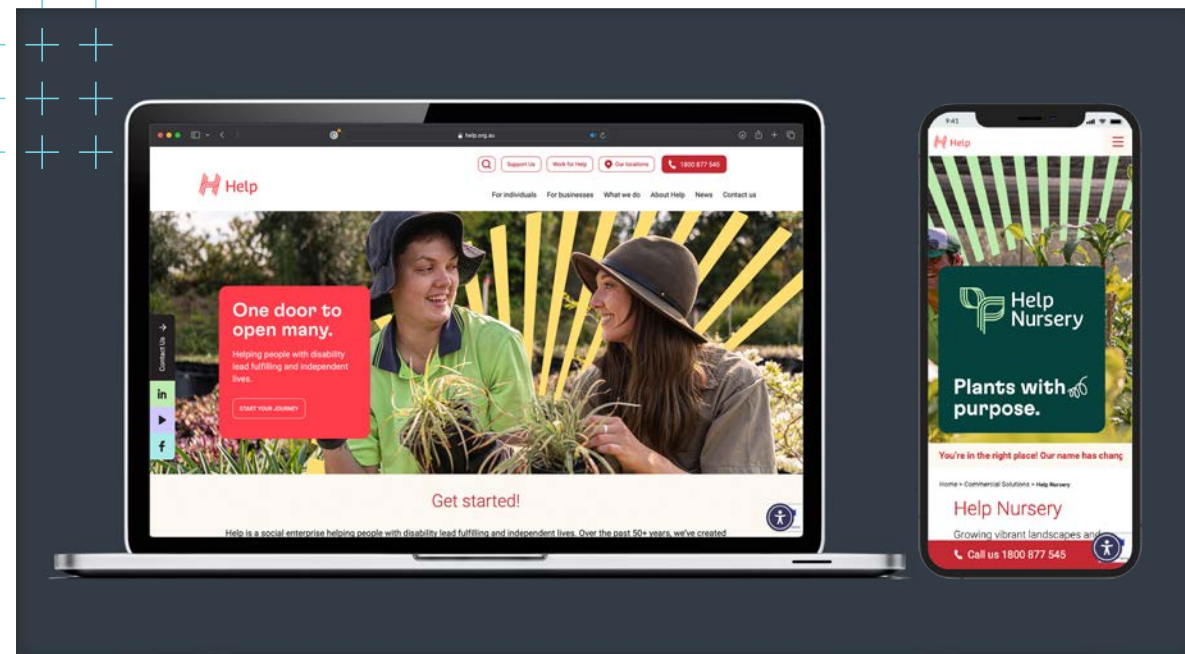 help.org.au
Help
Support Us
Work for Help
Our locations
1800 877 545
For individuals
For businesses
What we do
About Help
News
Contact us
One door to
open many.
Helping people with disability
lead fulfilling and independent
lives.
START YOUR JOURNEY
Contact Us
in
f
Get started!
Help is a social enterprise helping people with disability lead fulfilling and independent lives. Over the past 50+ years, we've created
9:41
Help
Help
Nursery
Plants with
purpose.
You're in the right place! Our name has chang
Home > Commercial Solutions > Help Nursery
Help Nursery
Growing vibrant landscapes and
Call us 1800 877 545